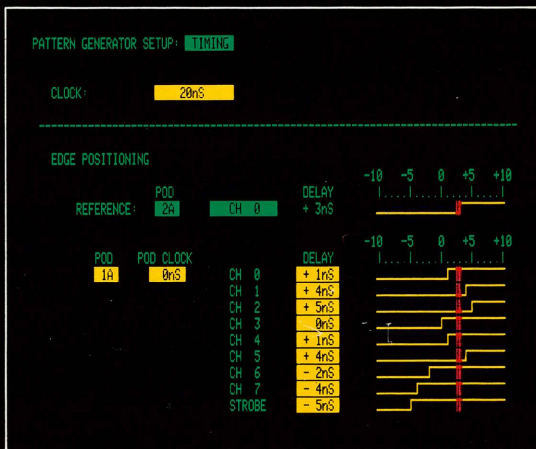 PATTERN GENERATOR SETUP: TIMING
CLOCK: 20nS
EDGE POSITIONING
-10 -5 0 +5 +10
POD DELAY
REFERENCE: 2A CH 0 + 3nS
-10 -5 0 +5 +10
POD POD CLOCK DELAY
1A 0nS CH 0 + 1nS
CH 1 + 4nS
CH 2 + 5nS
CH 3 0nS
CH 4 + 1nS
CH 5 + 4nS
CH 6 - 2nS
CH 7 - 4nS
STROBE - 5nS